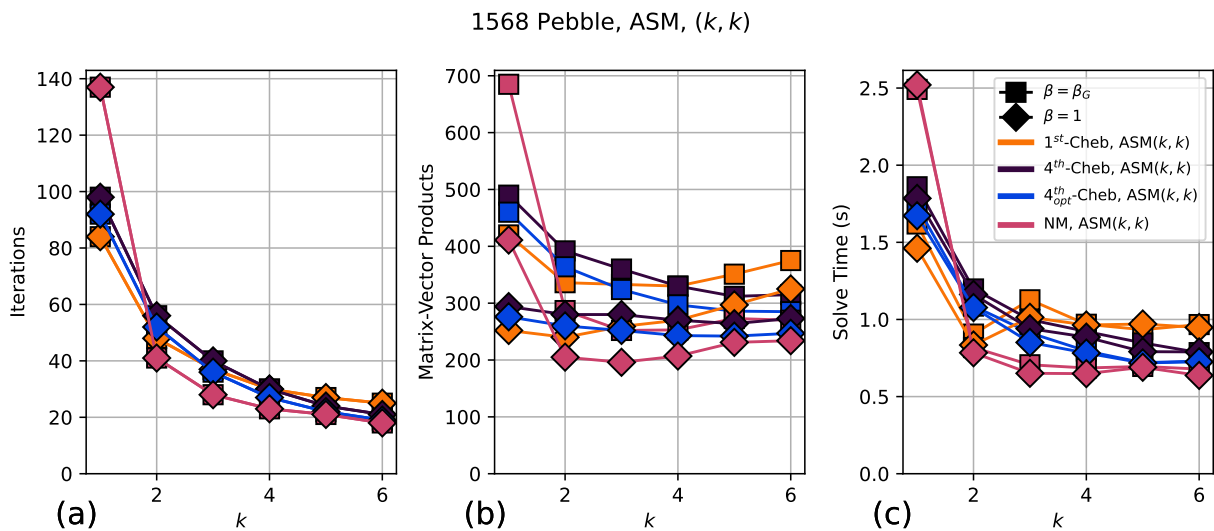 1568 Pebble, ASM, (k, k)
Iterations
140
120
100
80
60
40
20
0
2
4
6
k
(a)
Matrix-Vector Products
700
600
500
400
300
200
100
0
2
4
6
k
(b)
Solve Time (s)
2.5
2.0
1.5
1.0
0.5
0.0
2
4
6
k
(c)
β = β_G
β = 1
1^{st}-Cheb, ASM(k, k)
4^{th}-Cheb, ASM(k, k)
4^{th}_{opt}-Cheb, ASM(k, k)
NM, ASM(k, k)